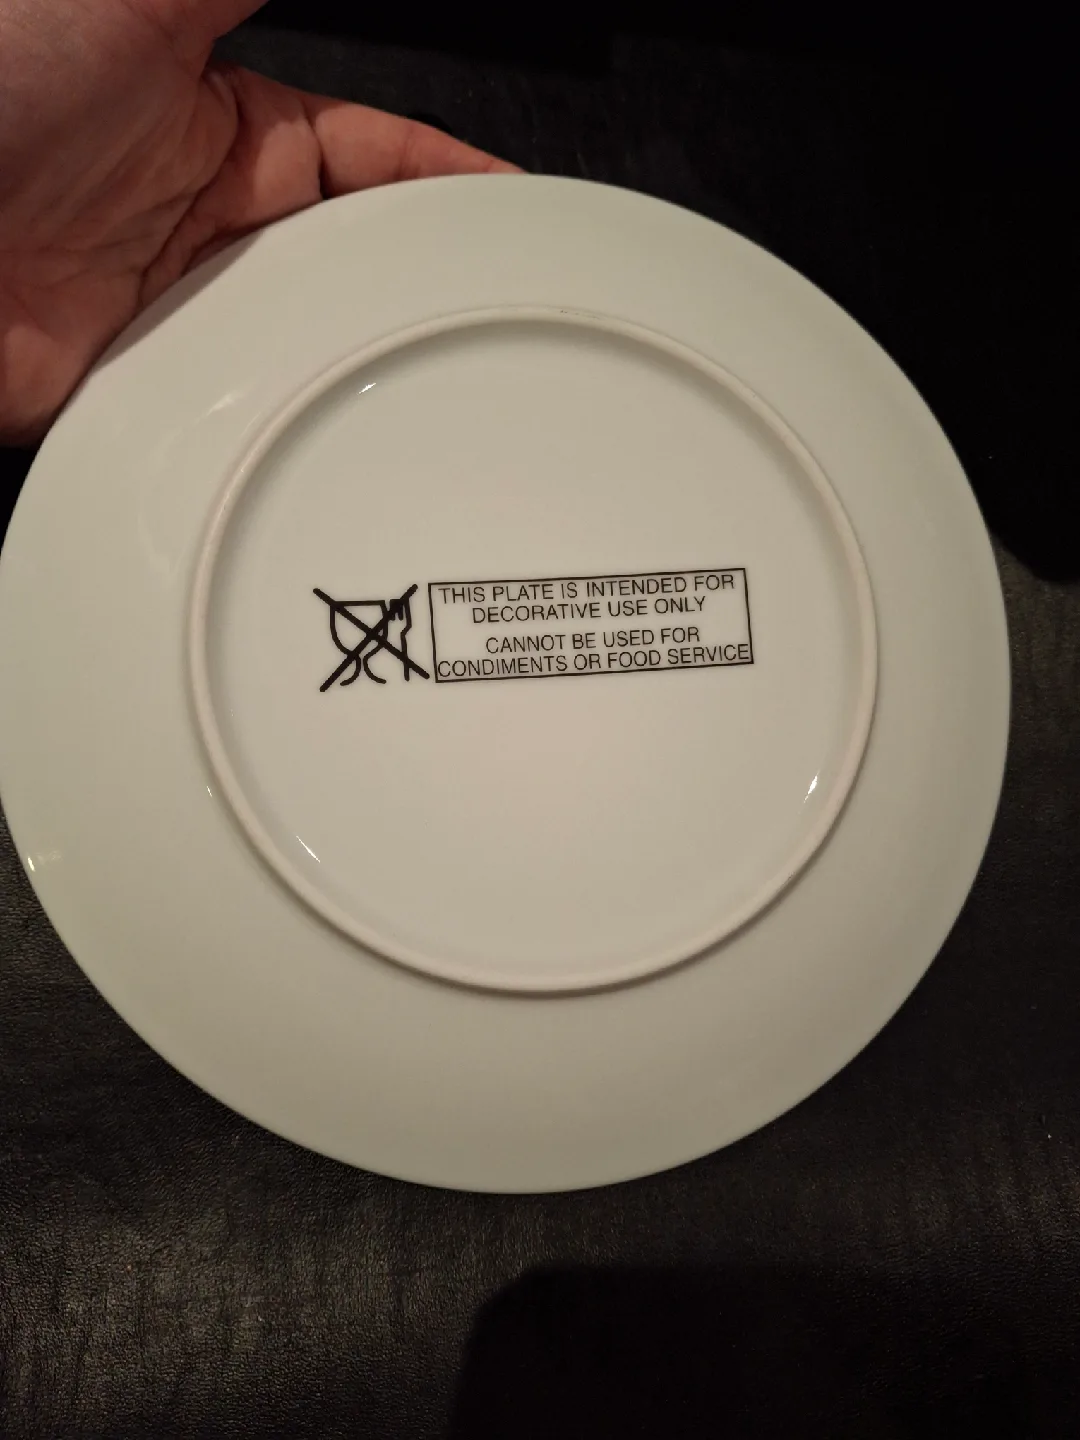 THIS PLATE IS INTENDED FOR
DECORATIVE USE ONLY
CANNOT BE USED FOR
CONDIMENTS OR FOOD SERVICE